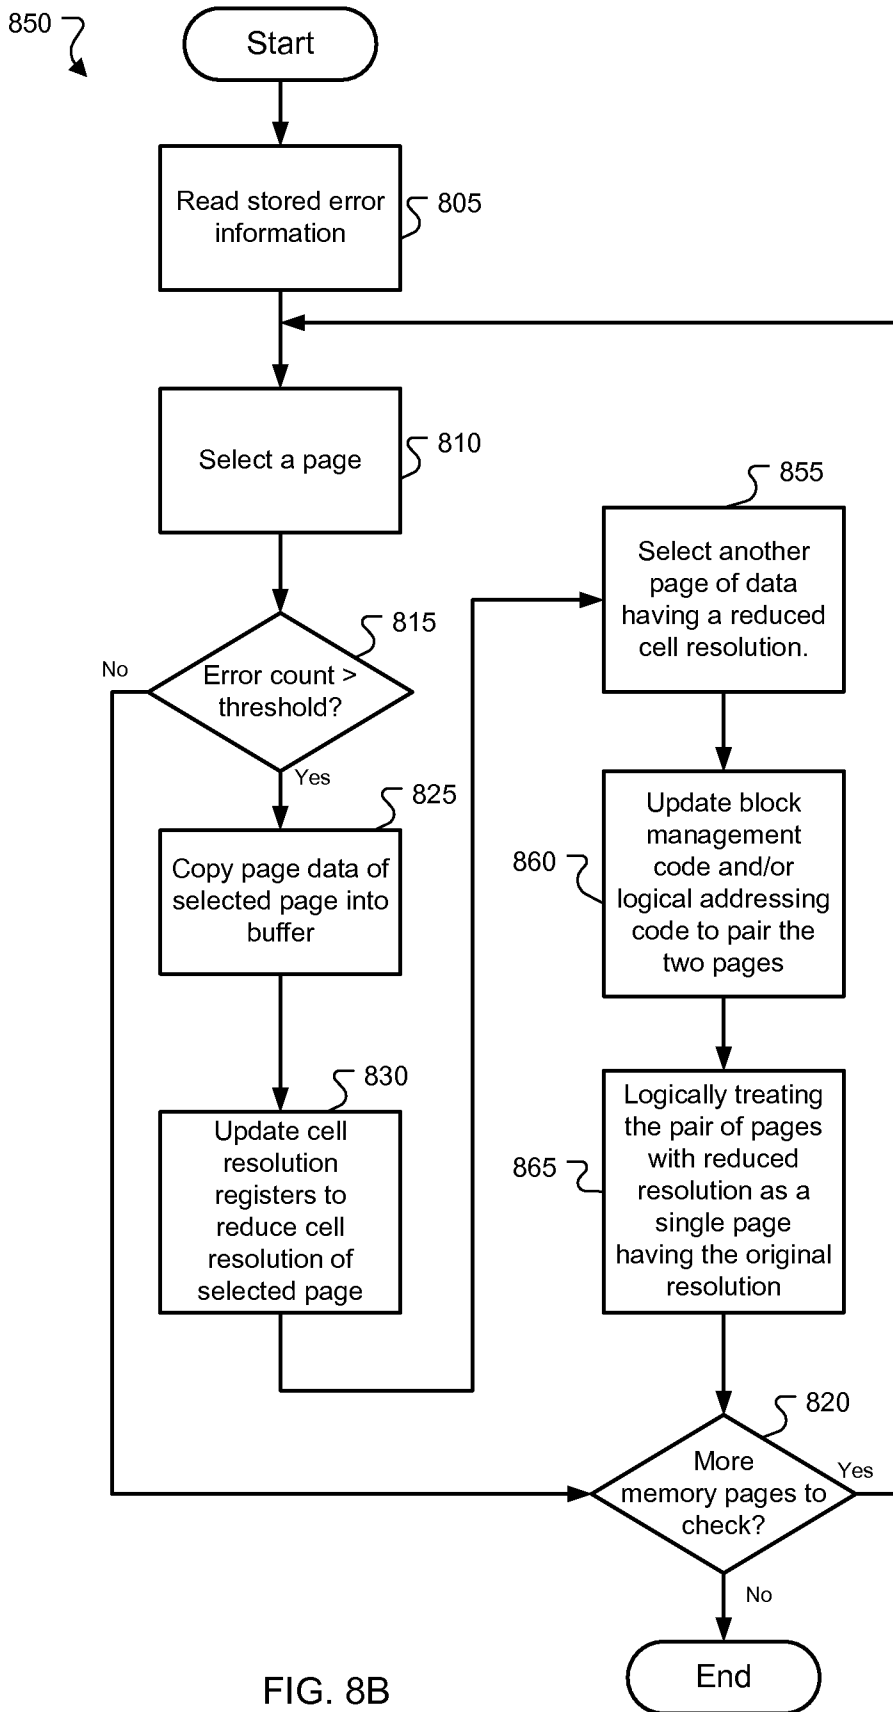 850
Start
Read stored error
information
805
Select a page
810
Error count >
threshold?
815
No
Yes
Copy page data of
selected page into
buffer
825
Update cell
resolution
registers to
reduce cell
resolution of
selected page
830
Select another
page of data
having a reduced
cell resolution.
855
Update block
management
code and/or
logical addressing
code to pair the
two pages
860
Logically treating
the pair of pages
with reduced
resolution as a
single page
having the original
resolution
865
More
memory pages to
check?
820
Yes
No
End
FIG. 8B